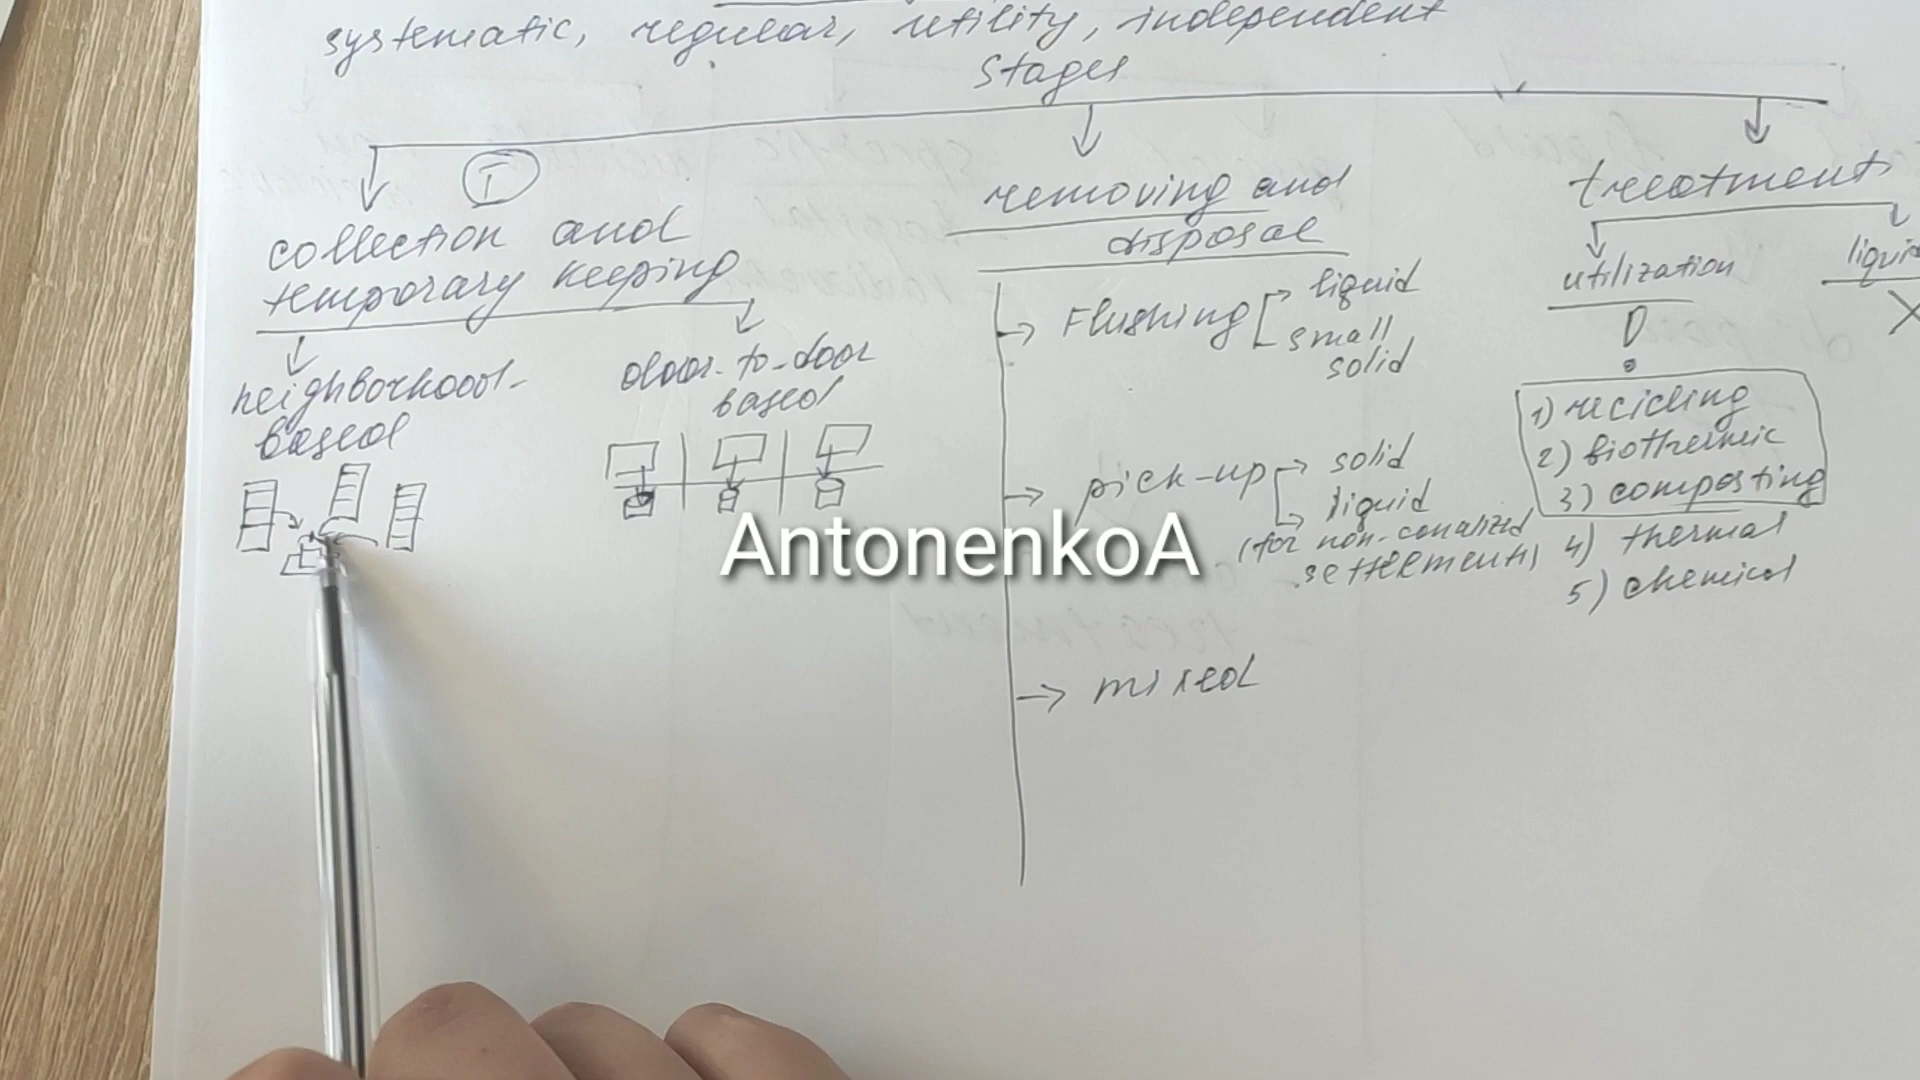 systematic, regular, utility, independent
Stages
I
collection and
temporary keeping
neighborhood-
based
door-to-door
based
removing and
disposal
Flushing
liquid
small
solid
pick-up
solid
liquid
(for non-canalized
settlements)
mixed
treatment
utilization
1) recicling
2) biothermic
3) composting
4) thermal
5) chemical
AntonenkoA